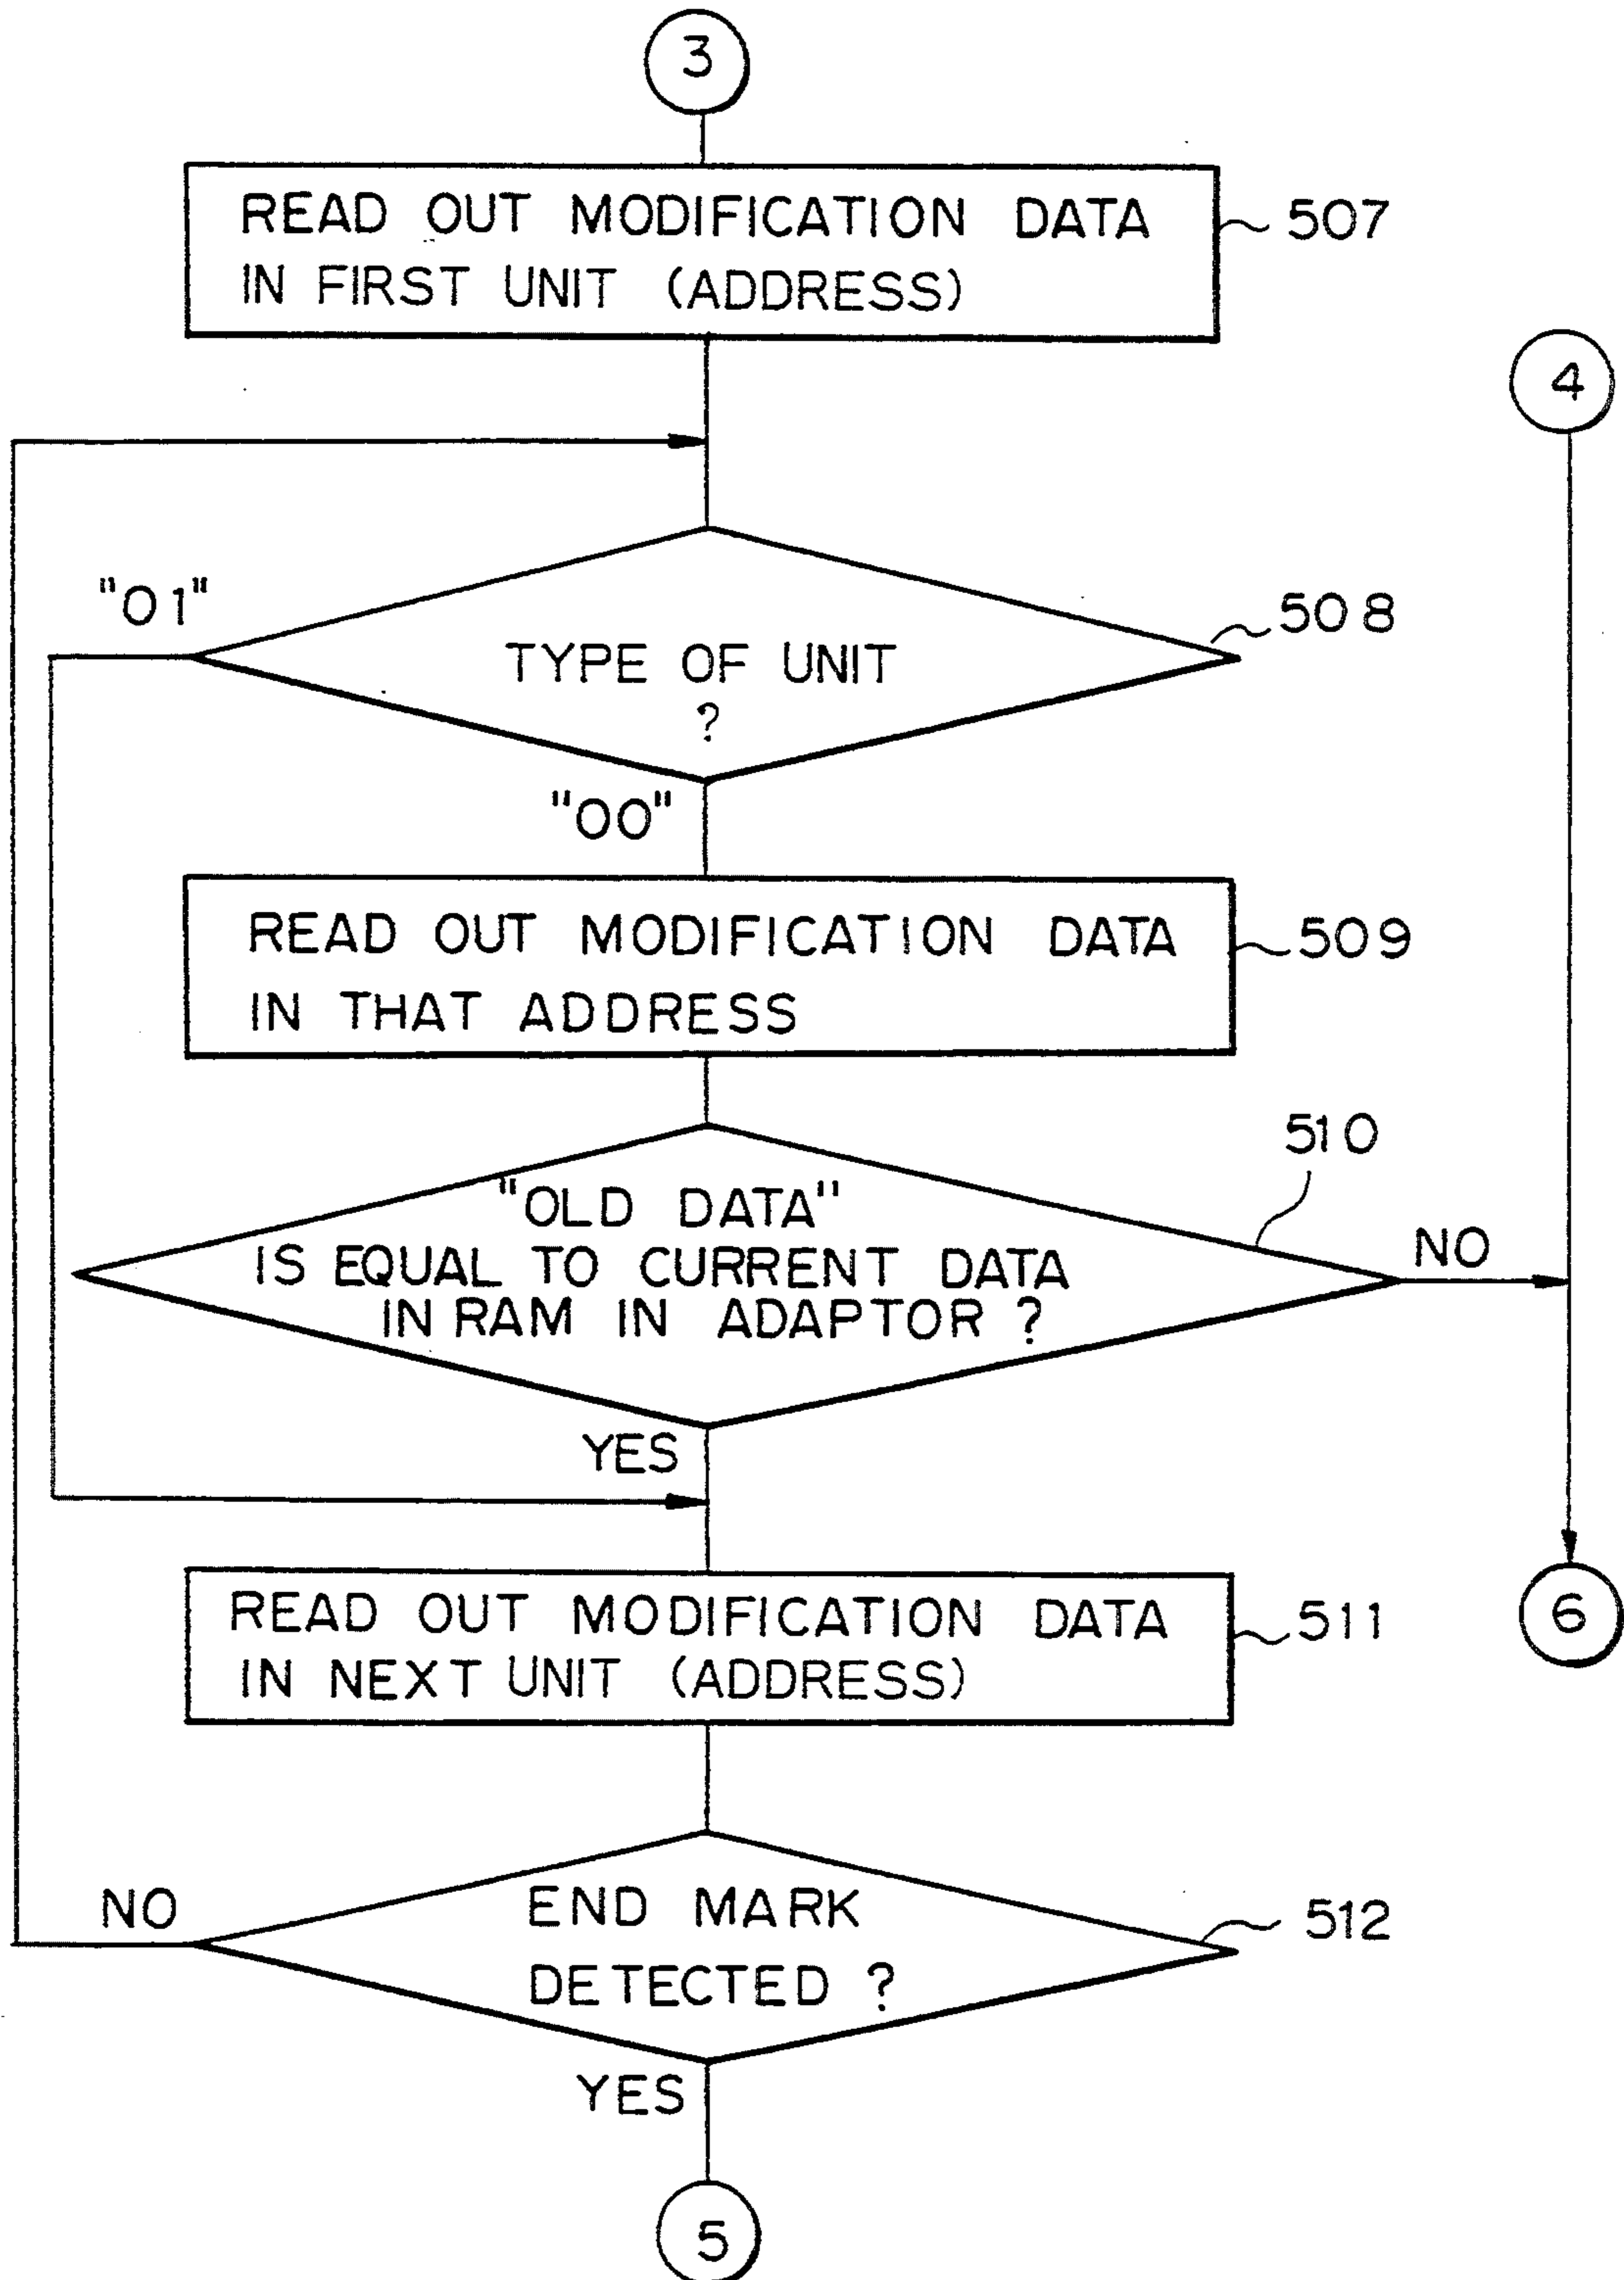 3
READ OUT MODIFICATION DATA
IN FIRST UNIT (ADDRESS)
507
4
"01"
508
TYPE OF UNIT
?
"00"
READ OUT MODIFICATION DATA
IN THAT ADDRESS
509
510
"OLD DATA"
IS EQUAL TO CURRENT DATA
IN RAM IN ADAPTOR ?
NO
YES
READ OUT MODIFICATION DATA
IN NEXT UNIT (ADDRESS)
511
6
NO
END MARK
DETECTED ?
512
YES
5